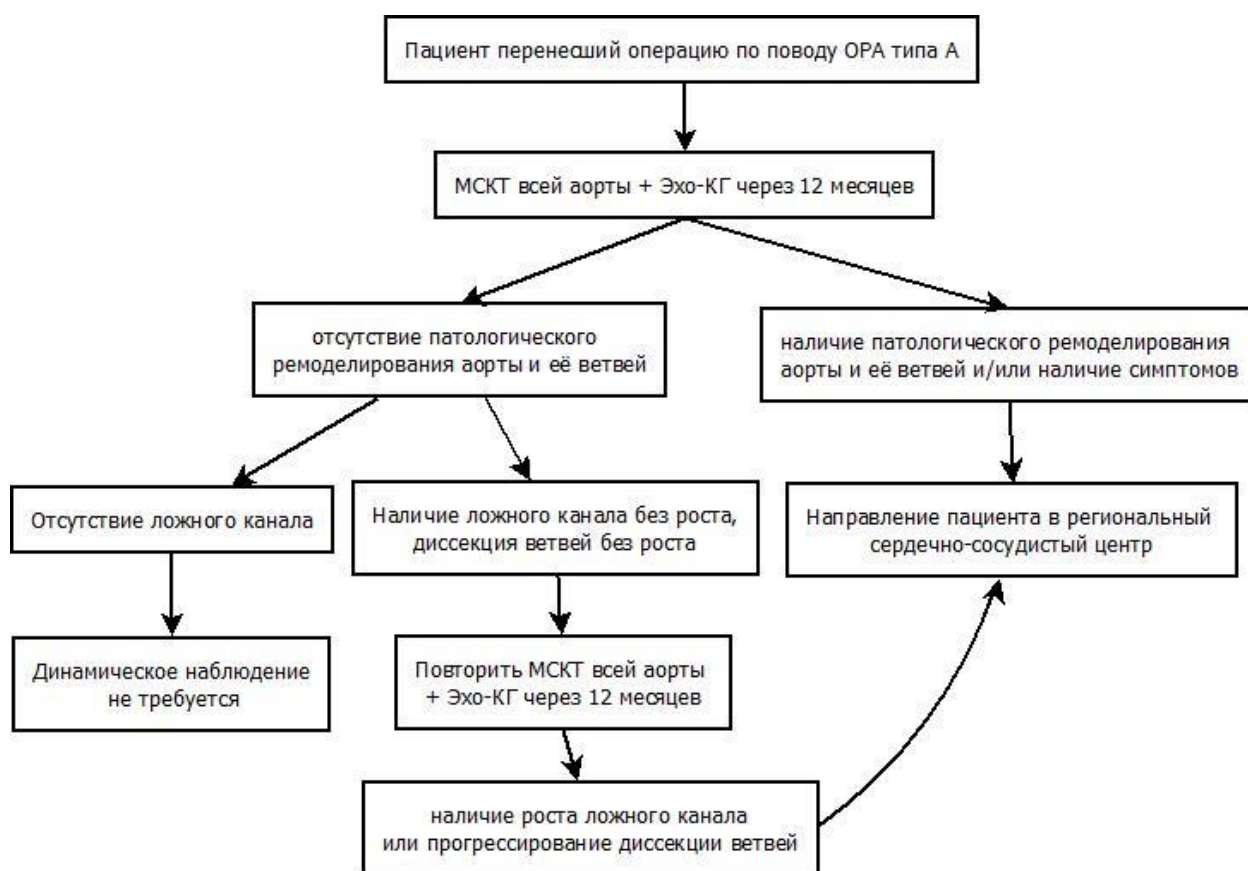 Пациент перенесший операцию по поводу ОРА типа А
МСКТ всей аорты + Эхо-КГ через 12 месяцев
отсутствие патологического
ремоделирования аорты и её ветвей
наличие патологического ремоделирования
аорты и её ветвей и/или наличие симптомов
Отсутствие ложного канала
Наличие ложного канала без роста,
диссекция ветвей без роста
Направление пациента в региональный
сердечно-сосудистый центр
Динамическое наблюдение
не требуется
Повторить МСКТ всей аорты
+ Эхо-КГ через 12 месяцев
наличие роста ложного канала
или прогрессирование диссекции ветвей